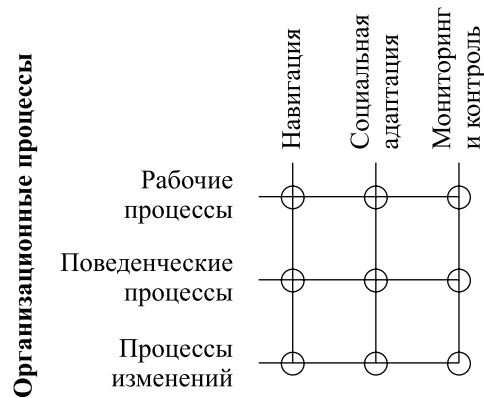 Организационные процессы
Навигация
Социальная
адаптация
Мониторинг
и контроль
Рабочие
процессы
Поведенческие
процессы
Процессы
изменений